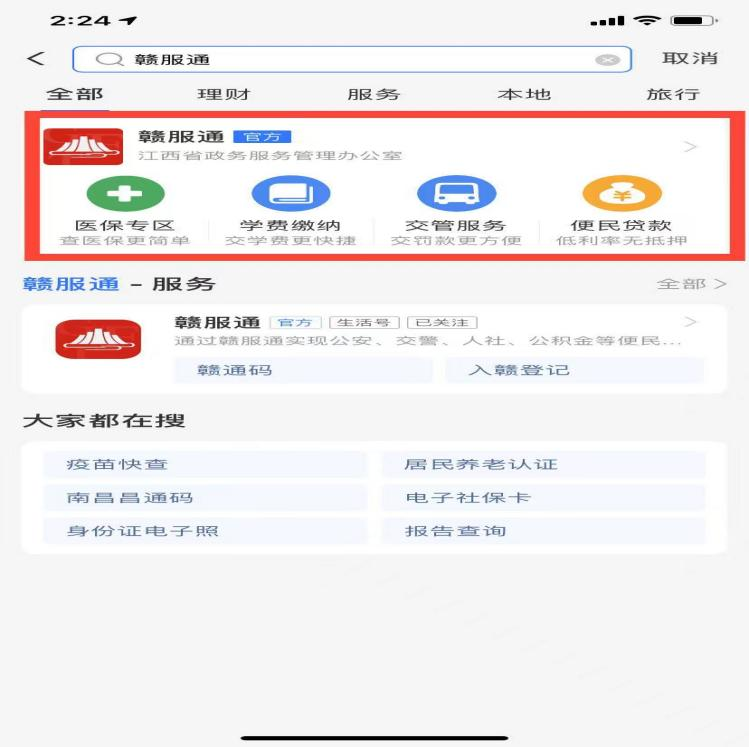 2:24
赣服通 取消
全部 理财 服务 本地 旅行
赣服通 官方
江西省政务服务管理办公室
医保专区 学费缴纳 交管服务 便民贷款
查医保更简单 交学费更快捷 交罚款更方便 低利率无抵押
赣服通 - 服务 全部 >
赣服通 官方 生活号 已关注
通过赣服通实现公安、交警、人社、公积金等便民...
赣通码 入赣登记
大家都在搜
疫苗快查 居民养老认证
南昌昌通码 电子社保卡
身份证电子照 报告查询